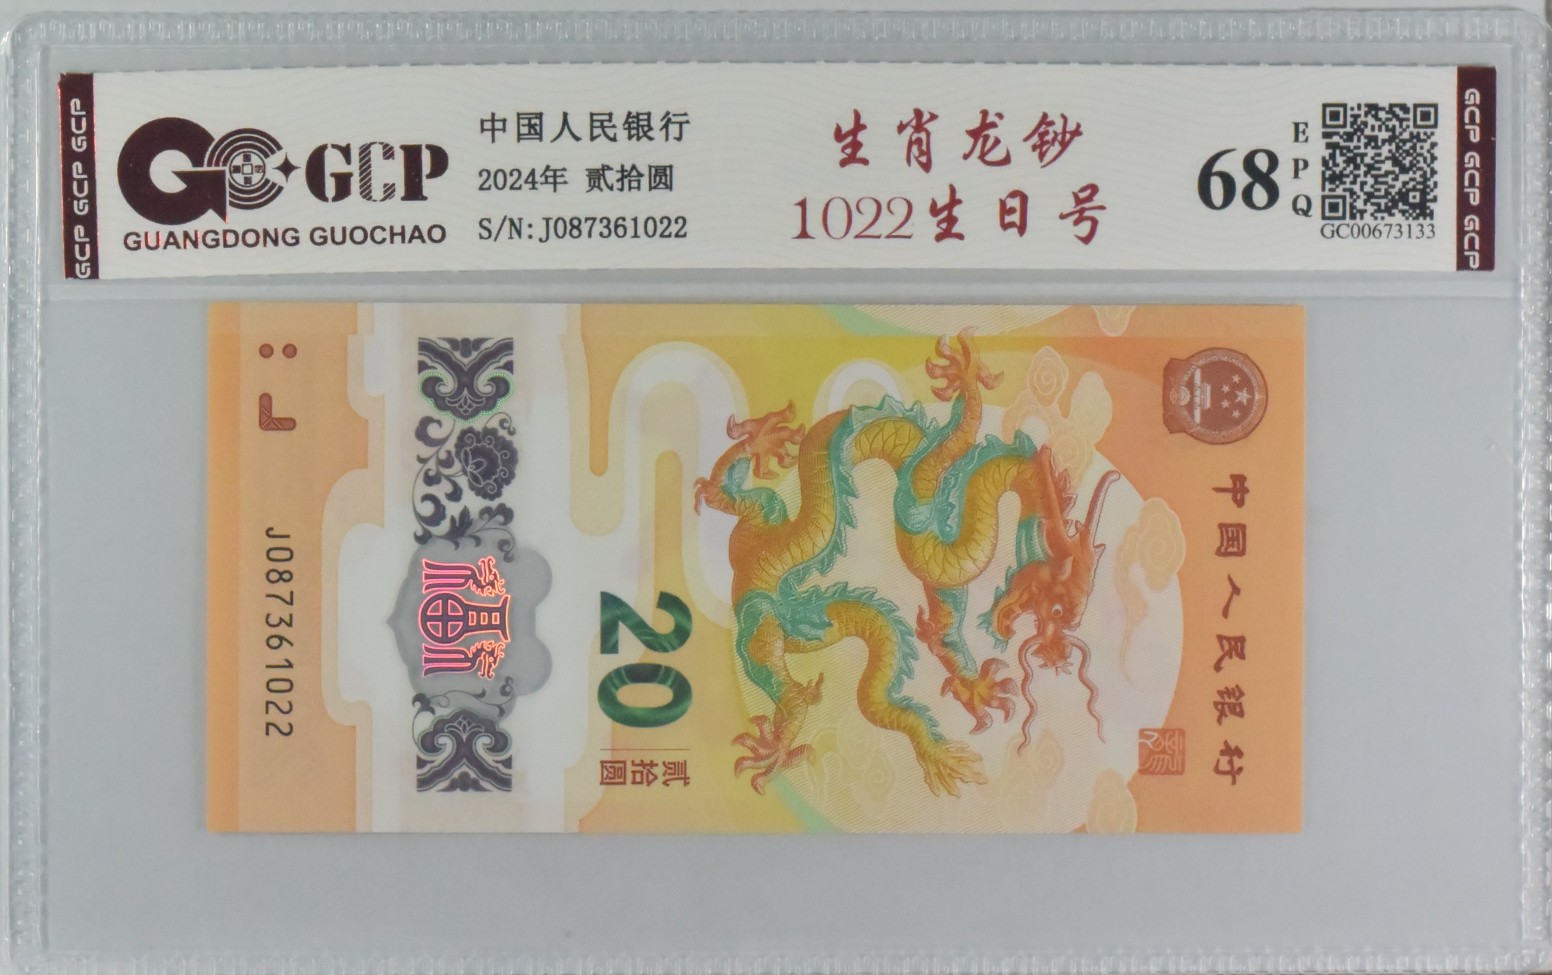 GCP GCP GCP
GCP
GUANGDONG GUOCHAO
中国人民银行
2024年 贰拾圆
S/N:J087361022
生肖龙钞
1022生日号
68
EPQ
GC00673133
GCP GCP GCP
J087361022
20
贰拾圆
中国人民银行